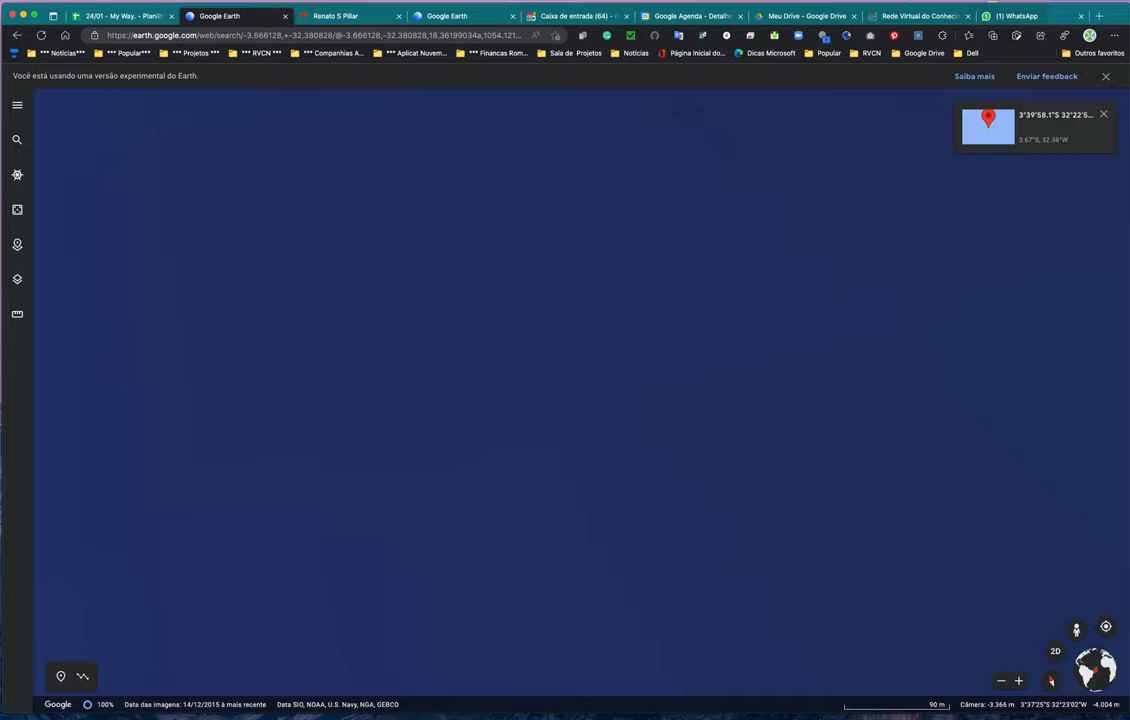 24/01 - My Way. - Planilh
Google Earth
Renato S Pillar
Google Earth
Caixa de entrada (64) -
Google Agenda - Detalhe
Meu Drive - Google Drive
Rede Virtual do Conheci
(1) WhatsApp
https://earth.google.com/web/search/-3.666128,+-32.380828/@-3.666128,-32.380828,18.36199034a,1054.121...
*** Notícias***
*** Popular***
*** Projetos ***
*** RVCN ***
*** Companhias A...
*** Aplicat Nuvem...
*** Financas Rom...
Sala de Projetos
Notícias
Página Inicial do...
Dicas Microsoft
Popular
RVCN
Google Drive
Dell
Outros favoritos
Você está usando uma versão experimental do Earth.
Saiba mais
Enviar feedback
3°39'58.1"S 32°22'5...
3.67°S, 32.38°W
2D
Google
100%
Data das imagens: 14/12/2015 à mais recente
Data SIO, NOAA, U.S. Navy, NGA, GEBCO
90 m
Câmera: -3.366 m
3°37'25"S 32°23'02"W
-4.004 m